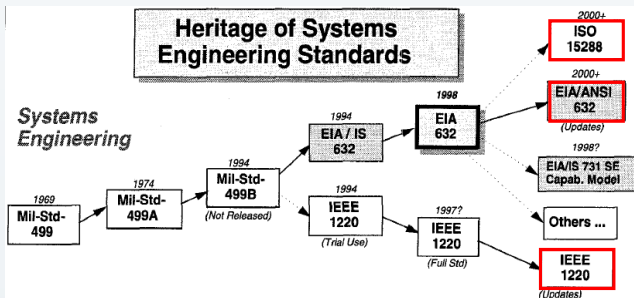 Heritage of Systems
Engineering Standards
Systems
Engineering
1969
Mil-Std-
499
1974
Mil-Std-
499A
1994
Mil-Std-
499B
(Not Released)
1994
EIA / IS
632
1994
IEEE
1220
(Trial Use)
1998
EIA
632
1997?
IEEE
1220
(Full Std)
2000+
ISO
15288
2000+
EIA/ANSI
632
(Updates)
1998?
EIA/IS 731 SE
Capab. Model
Others ...
IEEE
1220
(Updates)